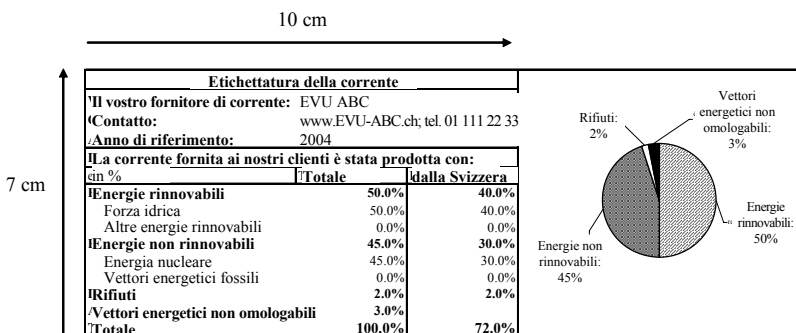 10 cm
7 cm
Etichettatura della corrente
Il vostro fornitore di corrente: EVU ABC
Contatto: www.EVU-ABC.ch; tel. 01 111 22 33
Anno di riferimento: 2004
La corrente fornita ai nostri clienti è stata prodotta con:
in % Totale dalla Svizzera
Energie rinnovabili 50.0% 40.0%
Forza idrica 50.0% 40.0%
Altre energie rinnovabili 0.0% 0.0%
Energie non rinnovabili 45.0% 30.0%
Energia nucleare 45.0% 30.0%
Vettori energetici fossili 0.0% 0.0%
Rifiuti 2.0% 2.0%
Vettori energetici non omologabili 3.0%
Totale 100.0% 72.0%
Rifiuti:
2%
Vettori
energetici non
omologabili:
3%
Energie
rinnovabili:
50%
Energie non
rinnovabili:
45%